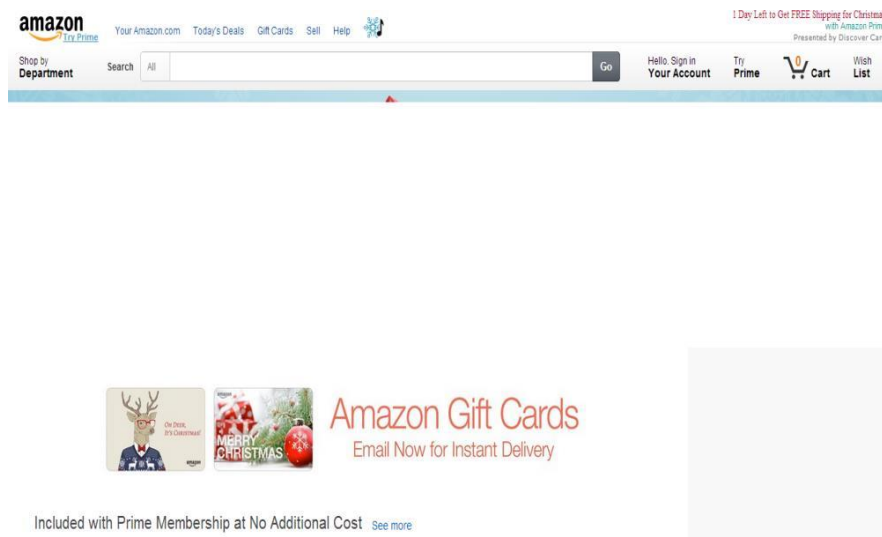 amazon
Try Prime
Your Amazon.com Today's Deals Gift Cards Sell Help
1 Day Left to Get FREE Shipping for Christma
with Amazon Prim
Presented by Discover Car
Shop by
Department
Search All Go
Hello. Sign in
Your Account
Try
Prime
0
Cart
Wish
List
OH DEER,
IT'S CHRISTMAS!
amazon
amazon
MERRY
CHRISTMAS
Amazon Gift Cards
Email Now for Instant Delivery
Included with Prime Membership at No Additional Cost See more